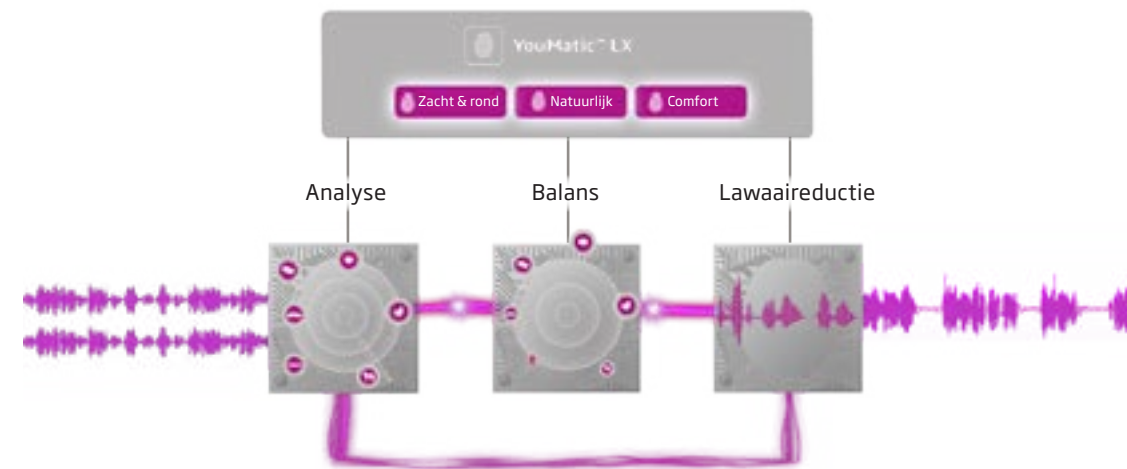 YouMatic™ LX
Zacht & rond Natuurlijk Comfort
Analyse Balans Lawaaireductie